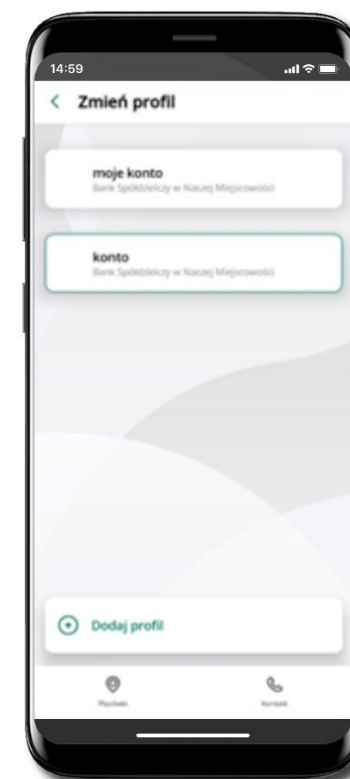 14:59
Zmień profil
moje konto
Bank Spółdzielczy w Naszej Miejscowości
konto
Bank Spółdzielczy w Naszej Miejscowości
Dodaj profil
Placówki
Kontakt